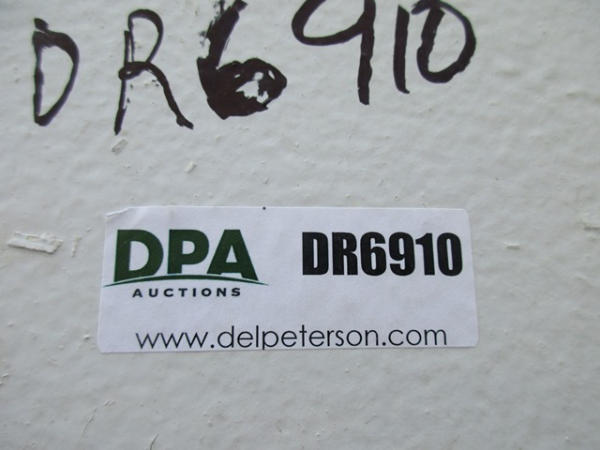 DR6910
DPA
AUCTIONS
DR6910
www.delpeterson.com